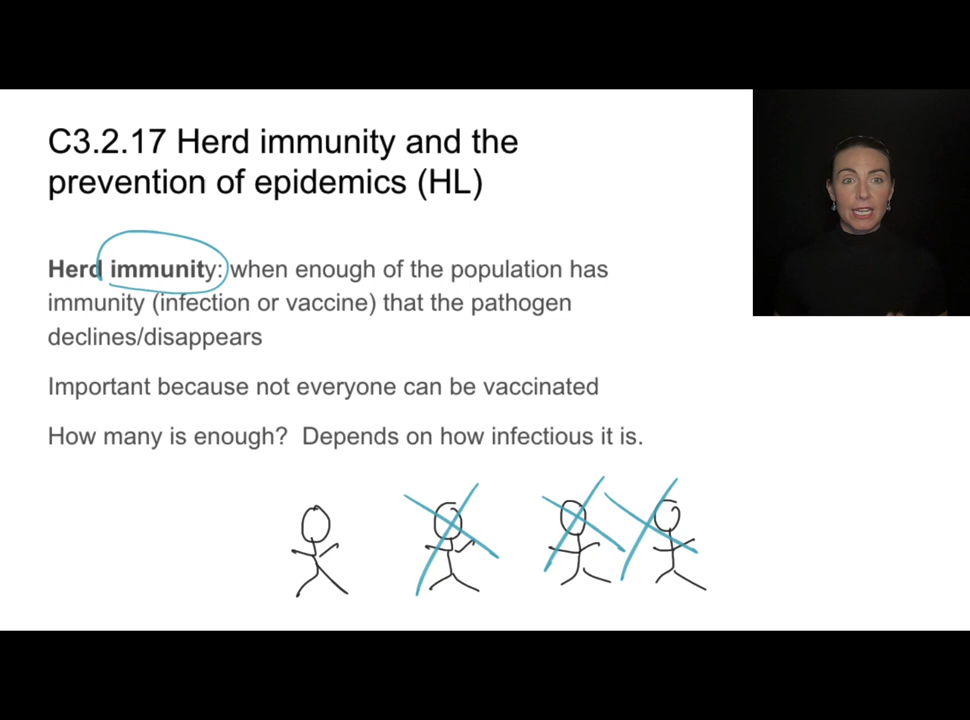 C3.2.17 Herd immunity and the
prevention of epidemics (HL)
Herd immunity: when enough of the population has
immunity (infection or vaccine) that the pathogen
declines/disappears
Important because not everyone can be vaccinated
How many is enough?  Depends on how infectious it is.